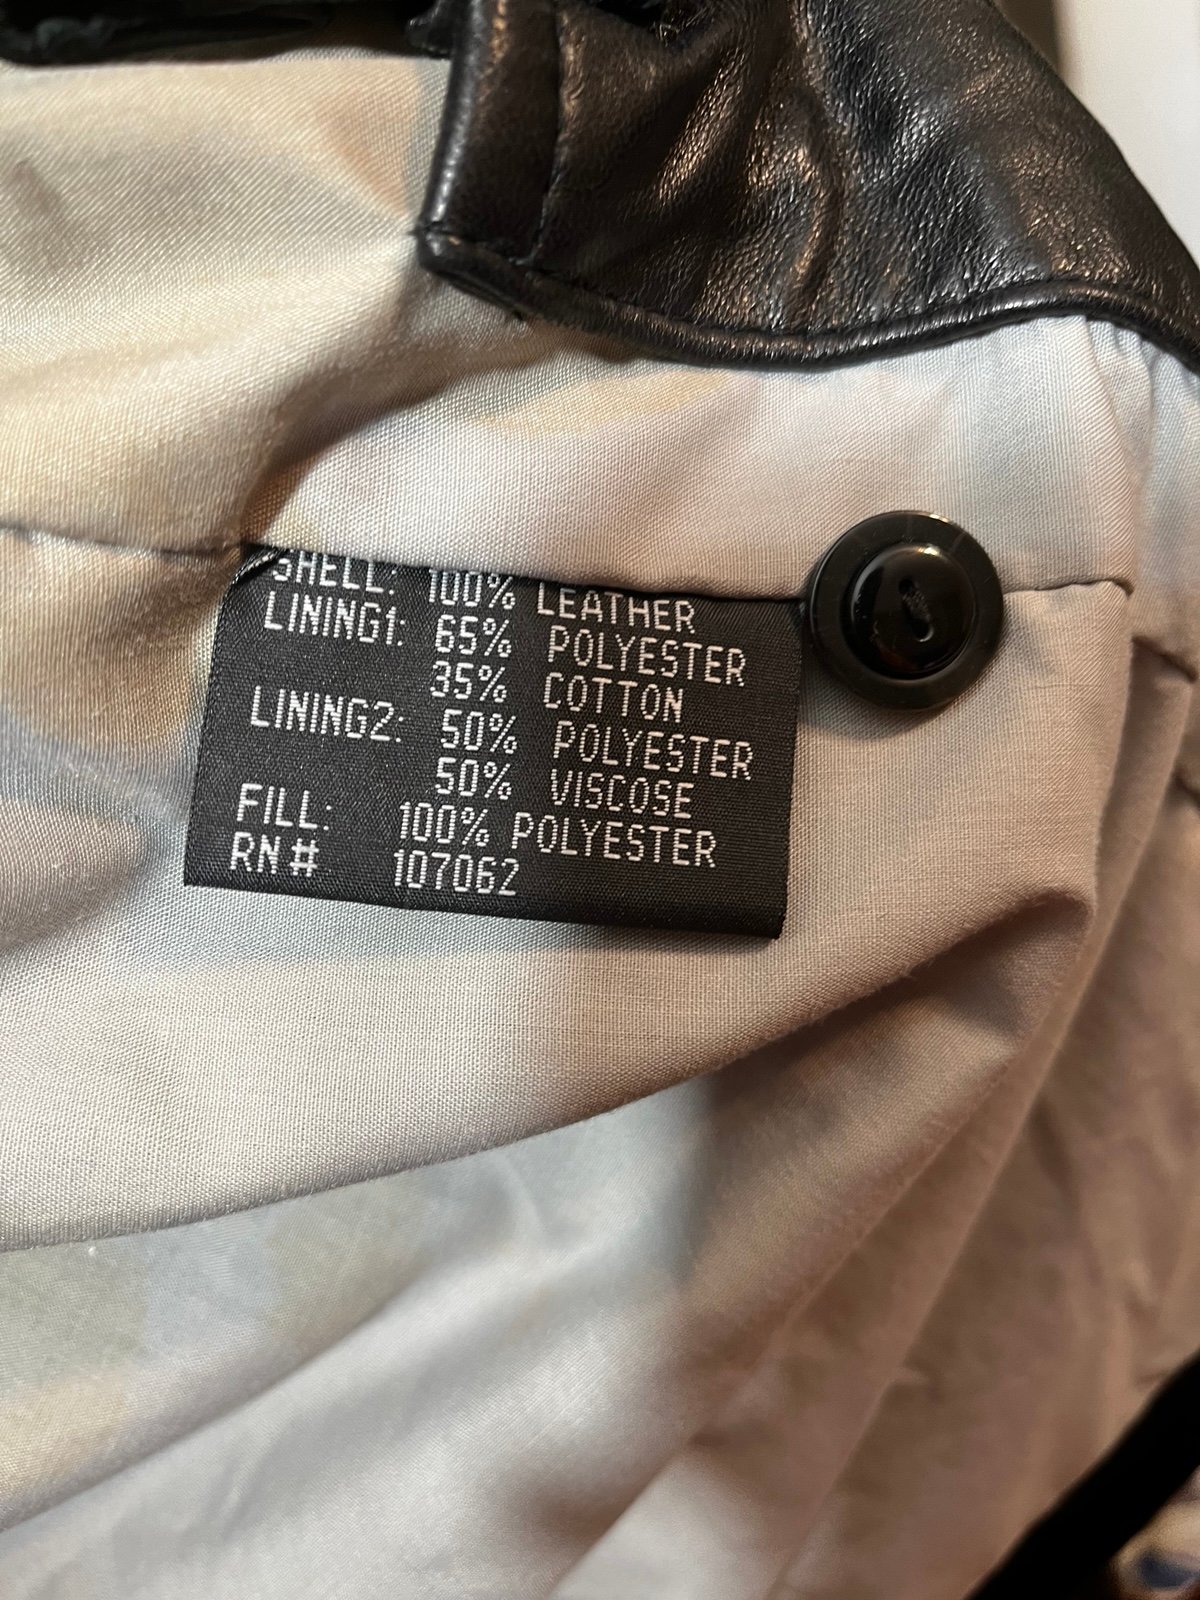 SHELL: 100% LEATHER
LINING1: 65% POLYESTER
35% COTTON
LINING2: 50% POLYESTER
50% VISCOSE
FILL: 100% POLYESTER
RN# 107062